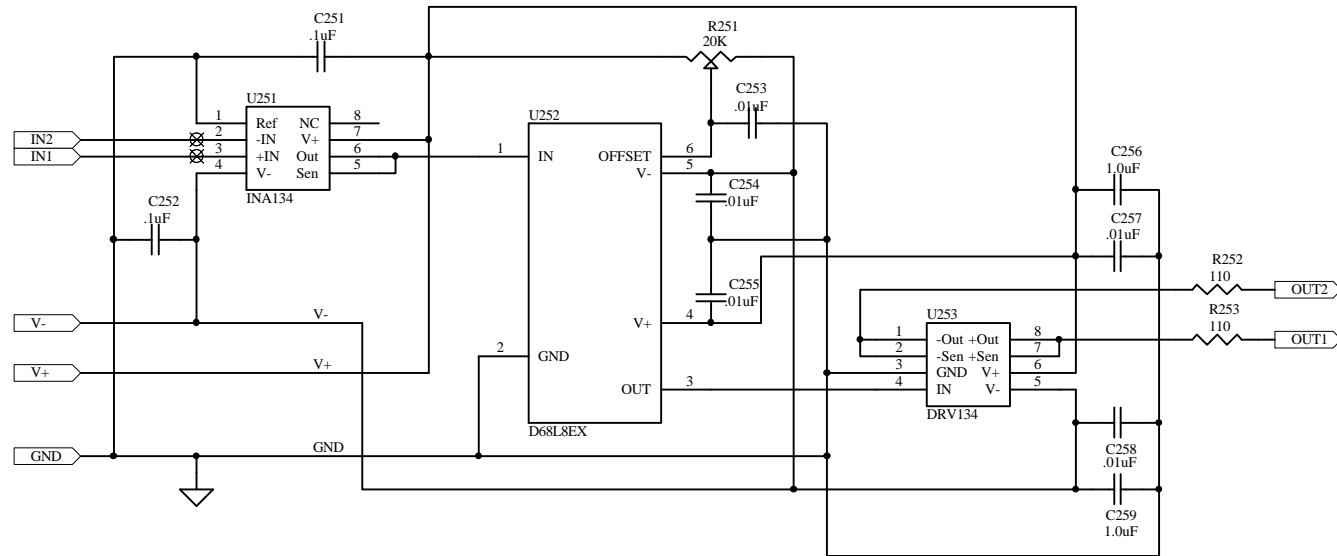 C251
.1uF
R251
20K
C253
.01uF
U251
1
2
3
4
Ref
-IN
+IN
V-
NC
V+
Out
Sen
8
7
6
5
INA134
IN2
IN1
C252
.1uF
U252
1
IN
OFFSET
6
V-
5
C254
.01uF
C255
.01uF
V+
4
2
GND
OUT
3
D68L8EX
C256
1.0uF
C257
.01uF
R252
110
OUT2
R253
110
OUT1
U253
1
2
3
4
-Out
-Sen
GND
IN
+Out
+Sen
V+
V-
8
7
6
5
DRV134
C258
.01uF
C259
1.0uF
V-
V-
V+
V+
GND
GND